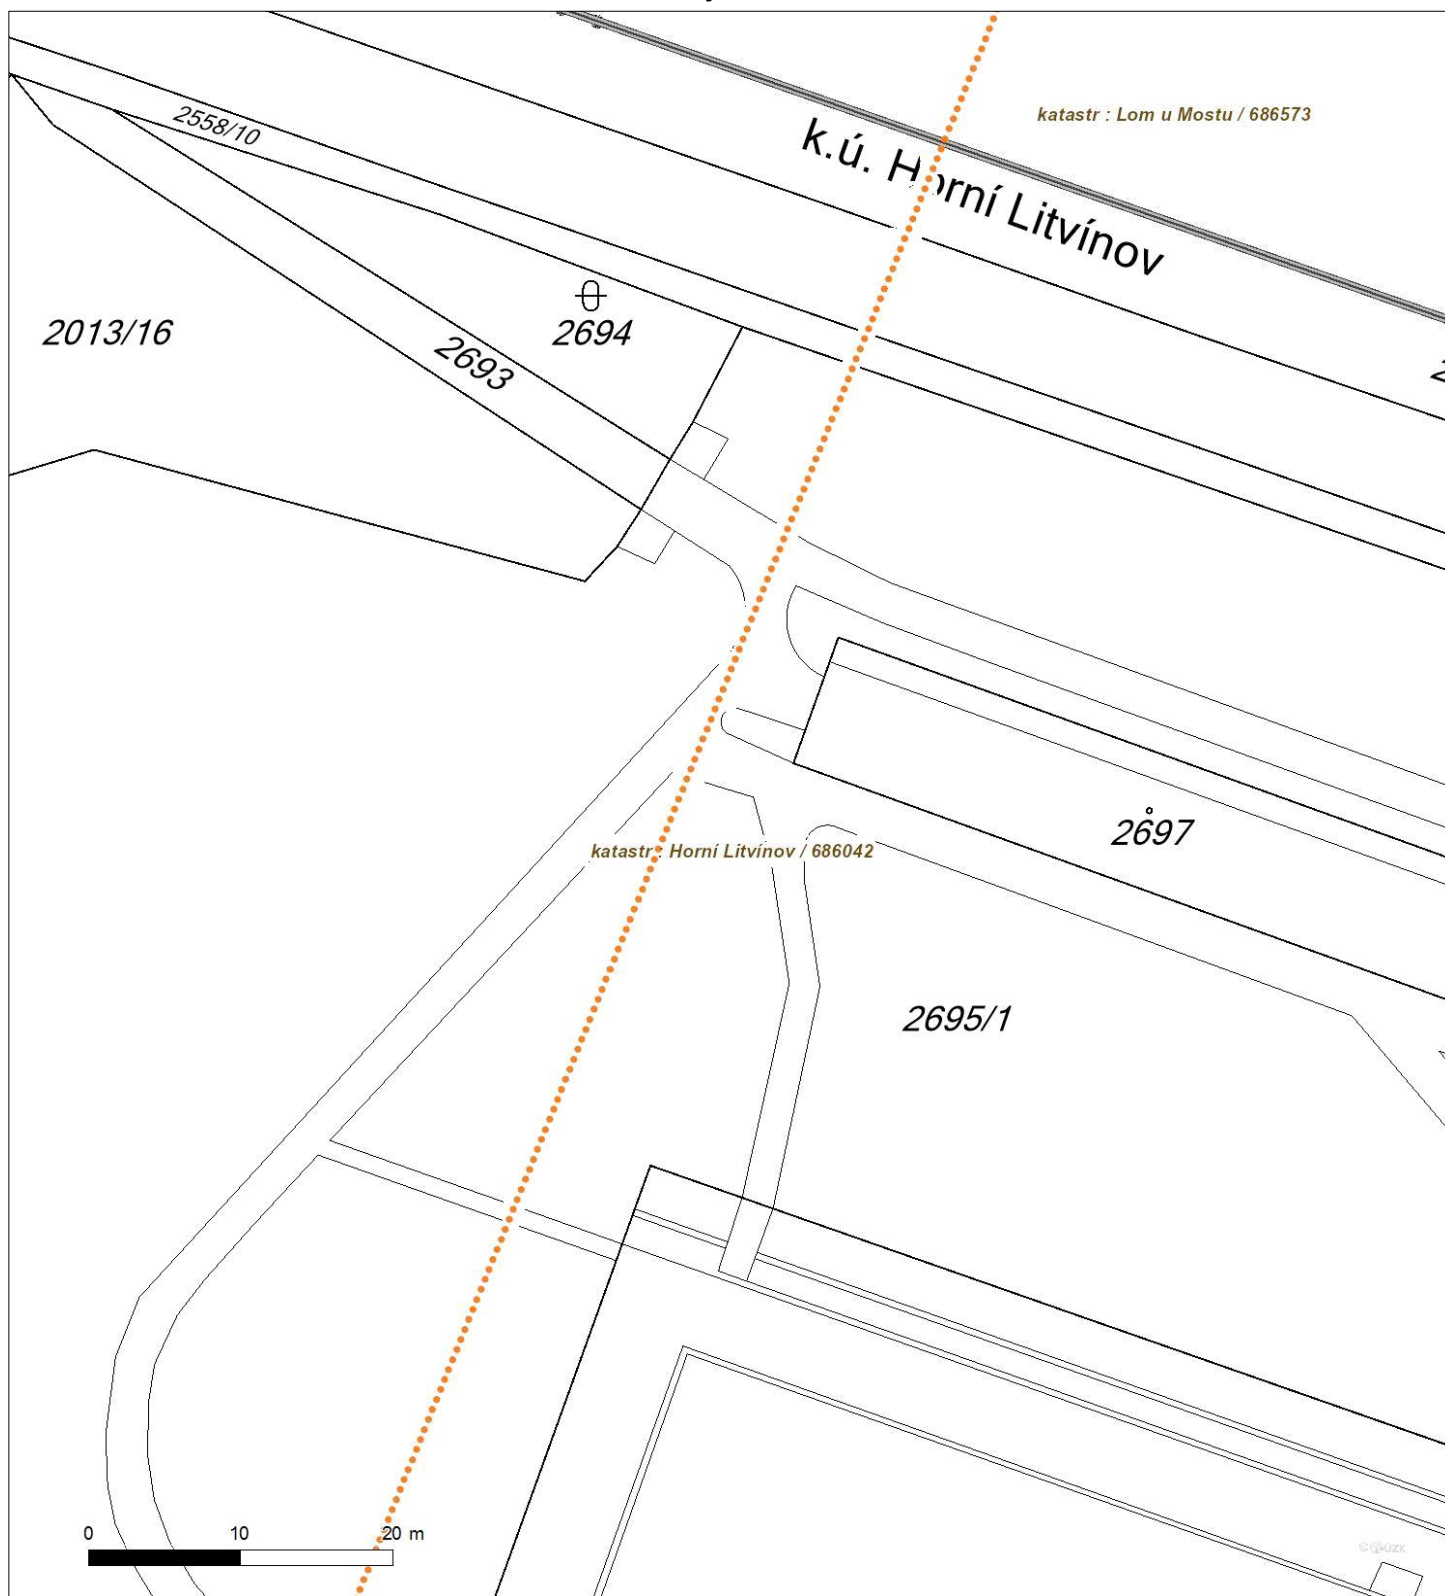 katastr : Lom u Mostu / 686573
2558/10
k.ú. Horní Litvínov
2694
2013/16
2693
2697
katastr : Horní Litvínov / 686042
2695/1
0 10 20 m